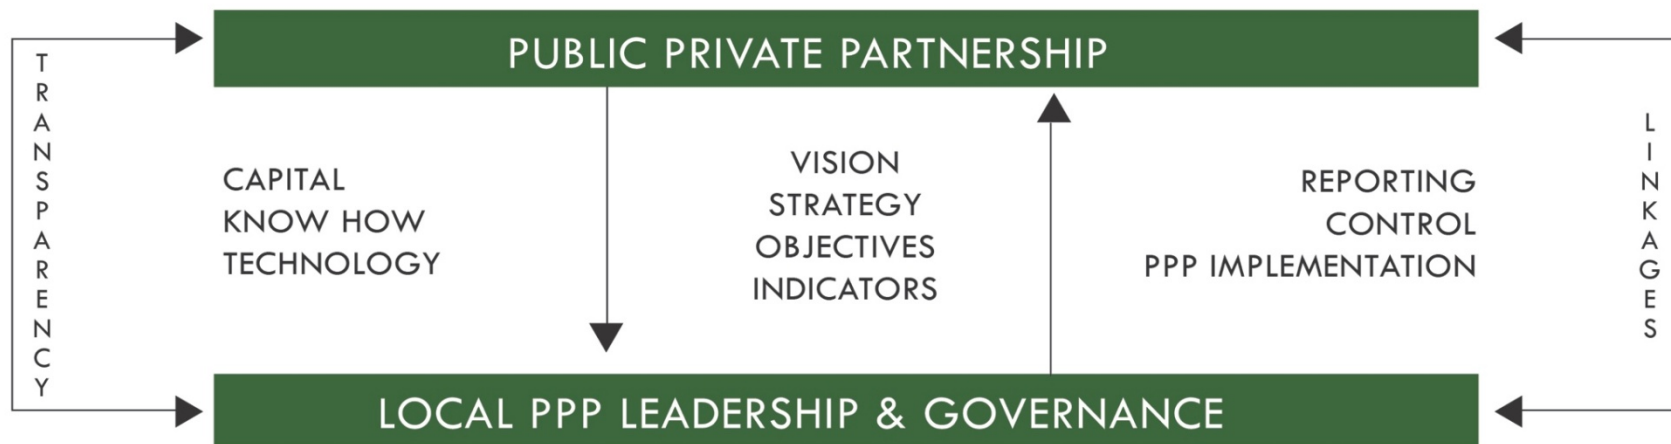 PUBLIC PRIVATE PARTNERSHIP
TRANSPARENCY
CAPITAL
KNOW HOW
TECHNOLOGY
VISION
STRATEGY
OBJECTIVES
INDICATORS
REPORTING
CONTROL
PPP IMPLEMENTATION
LINKAGES
LOCAL PPP LEADERSHIP & GOVERNANCE